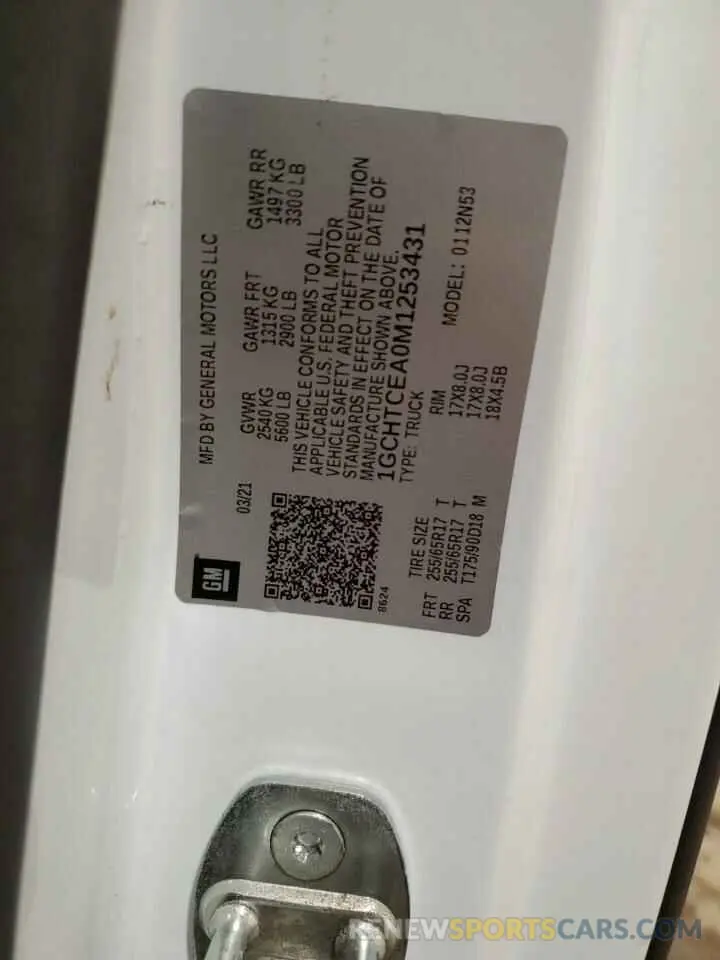 GM
MFD BY GENERAL MOTORS LLC
03/21
GVWR GAWR FRT GAWR RR
2540 KG 1315 KG 1497 KG
5600 LB 2900 LB 3300 LB
THIS VEHICLE CONFORMS TO ALL
APPLICABLE U.S. FEDERAL MOTOR
VEHICLE SAFETY AND THEFT PREVENTION
STANDARDS IN EFFECT ON THE DATE OF
MANUFACTURE SHOWN ABOVE.
1GCHTCEA0M1253431
8624
TYPE: TRUCK
MODEL: 0112N53
TIRE SIZE RIM
FRT 255/65R17 T 17X8.0J
RR 255/65R17 T 17X8.0J
SPA T175/90D18 M 18X4.5B
RENEWSPORTSCARS.COM